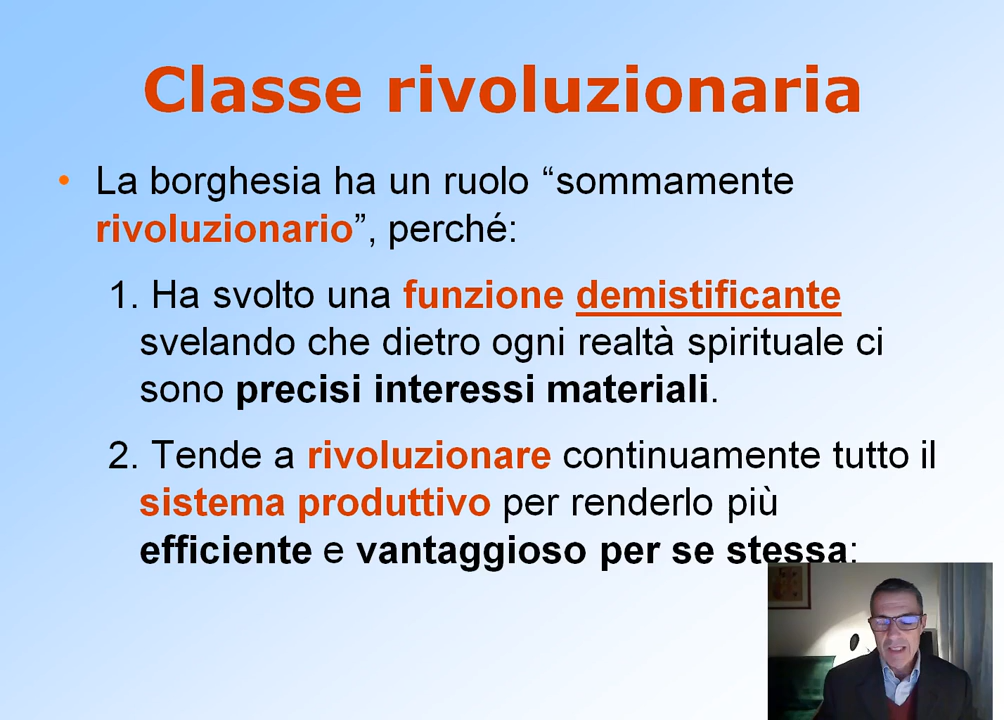 Classe rivoluzionaria
• La borghesia ha un ruolo “sommamente
rivoluzionario”, perché:
1. Ha svolto una funzione demistificante
svelando che dietro ogni realtà spirituale ci
sono precisi interessi materiali.
2. Tende a rivoluzionare continuamente tutto il
sistema produttivo per renderlo più
efficiente e vantaggioso per se stessa: